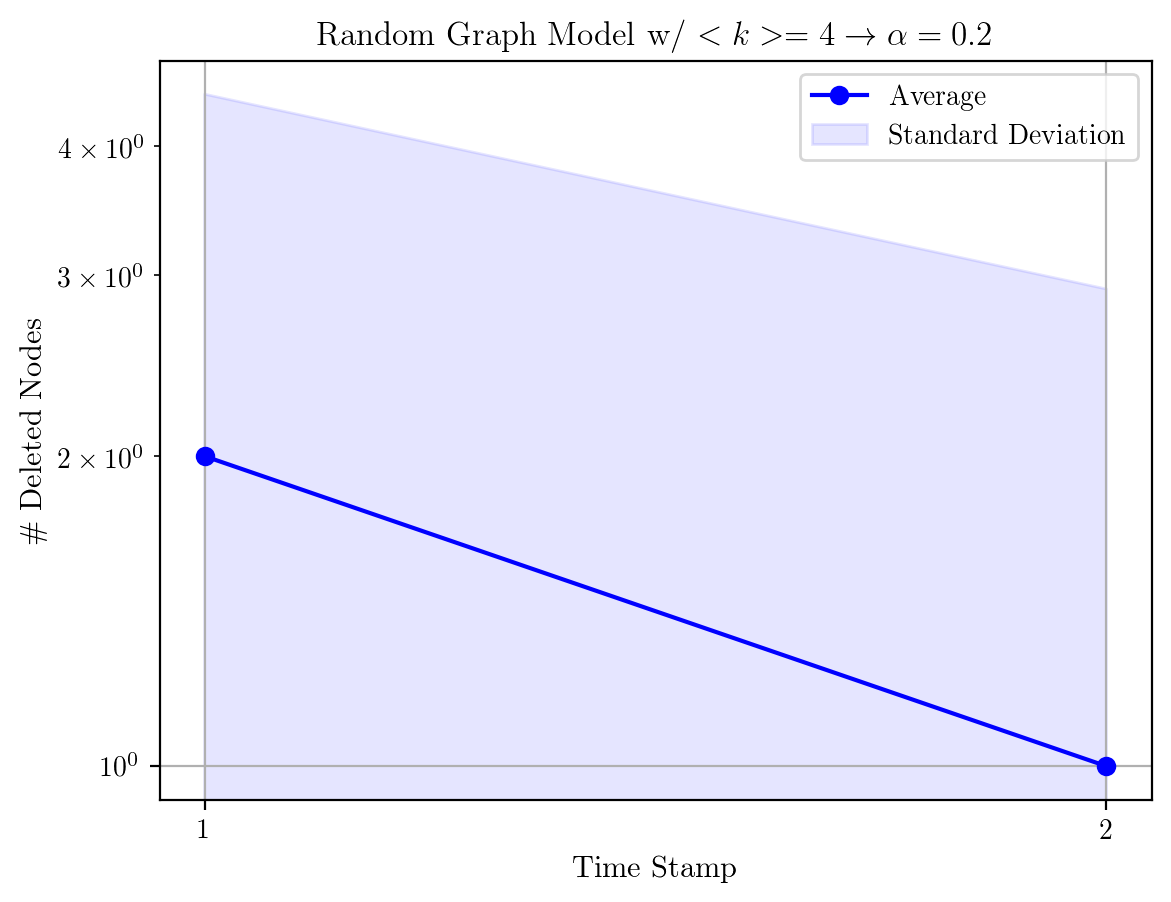 Random Graph Model w/ < k >= 4 → α = 0.2
Average
Standard Deviation
4 × 10⁰
3 × 10⁰
2 × 10⁰
10⁰
# Deleted Nodes
1
2
Time Stamp